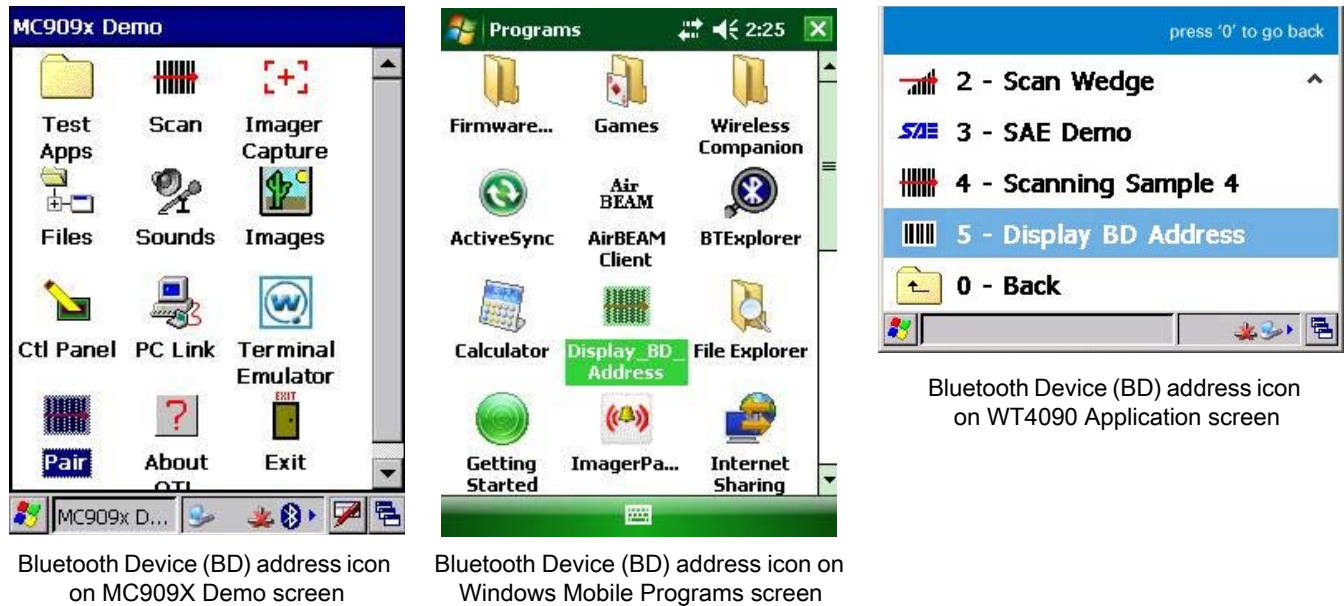 MC909x Demo
Test Apps
Scan
Imager Capture
Files
Sounds
Images
Ctl Panel
PC Link
Terminal Emulator
EXIT
Pair
About
Exit
MC909x D...
Bluetooth Device (BD) address icon
on MC909X Demo screen
Programs
2:25
Firmware...
Games
Wireless Companion
Air
BEAM
ActiveSync
AirBEAM Client
BTExplorer
Calculator
Display_BD_
Address
File Explorer
Getting Started
ImagerPa...
Internet Sharing
Bluetooth Device (BD) address icon on
Windows Mobile Programs screen
press '0' to go back
2 - Scan Wedge
SAE 3 - SAE Demo
4 - Scanning Sample 4
5 - Display BD Address
0 - Back
Bluetooth Device (BD) address icon
on WT4090 Application screen